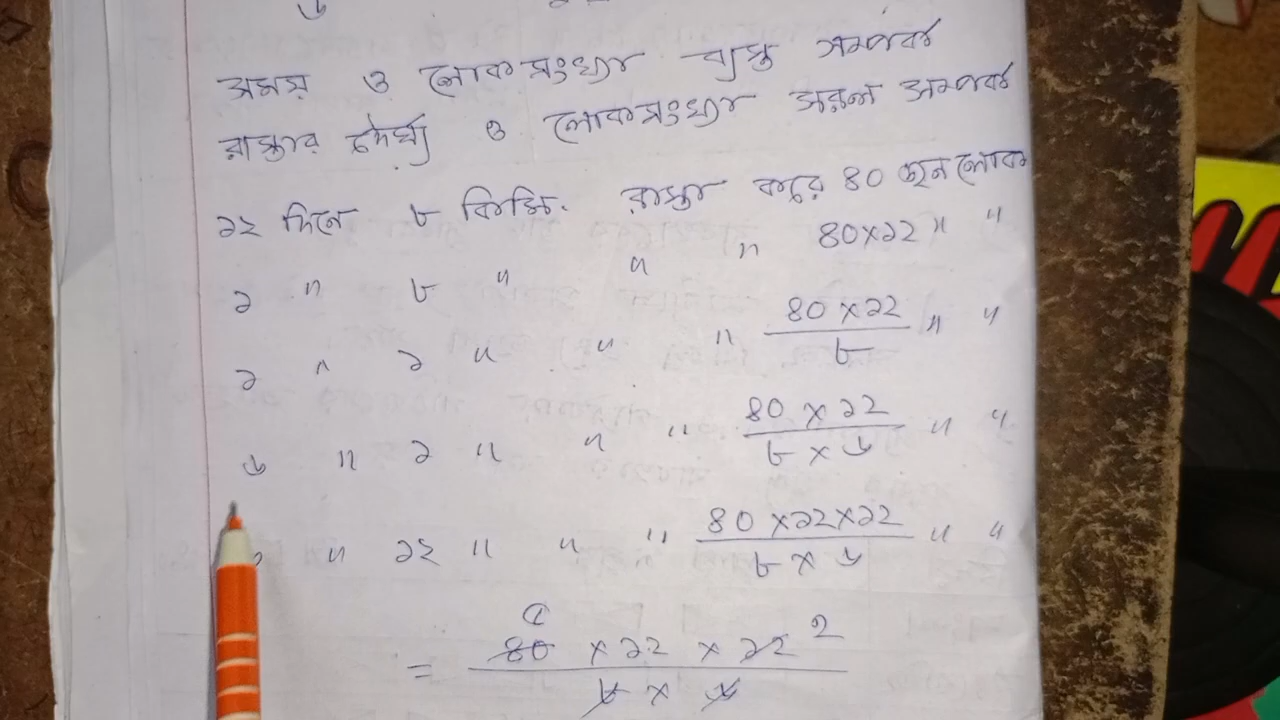 সময় ও লোকসংখ্যা ব্যস্ত সম্পর্ক
রাস্তার দৈর্ঘ্য ও লোকসংখ্যা সরল সম্পর্ক
১২ দিনে ৮ কিমি. রাস্তা করে ৪০ জন লোক
১ " ৮ " " " ৪০×১২ " "
১ " ১ " " " ৪০×১২/৮ " "
৬ " ১ " " " ৪০×১২/৮×৬ " "
" ১২ " " " ৪০×১২×১২/৮×৬ " "
= ৪০×১২×১২/৮×৬ ৫ ২